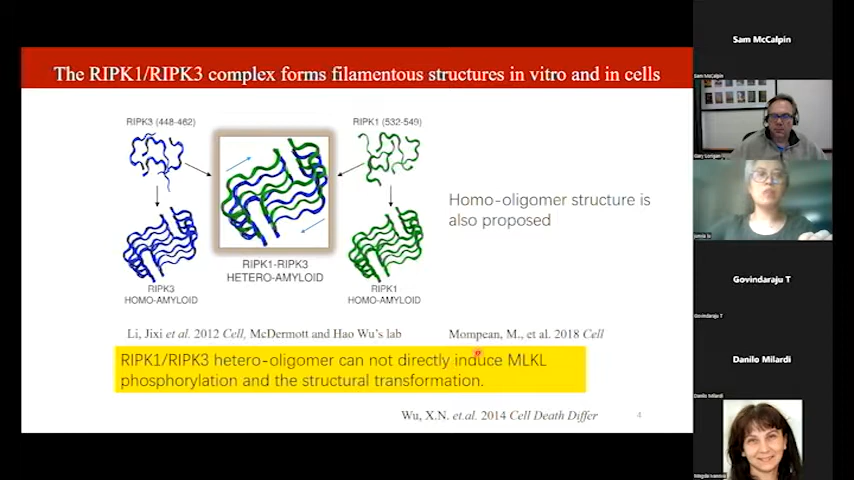 The RIPK1/RIPK3 complex forms filamentous structures in vitro and in cells
RIPK3 (448-462)
RIPK1 (532-549)
RIPK1-RIPK3
HETERO-AMYLOID
RIPK3
HOMO-AMYLOID
RIPK1
HOMO-AMYLOID
Homo-oligomer structure is
also proposed
Li, Jixi et al. 2012 Cell, McDermott and Hao Wu's lab
Mompean, M., et al. 2018 Cell
RIPK1/RIPK3 hetero-oligomer can not directly induce MLKL
phosphorylation and the structural transformation.
Wu, X.N. et.al. 2014 Cell Death Differ
4
Sam McCalpin
Sam McCalpin
Gary Lorigan
Govindaraju T
Govindaraju T
Danilo Milardi
Danilo Milardi